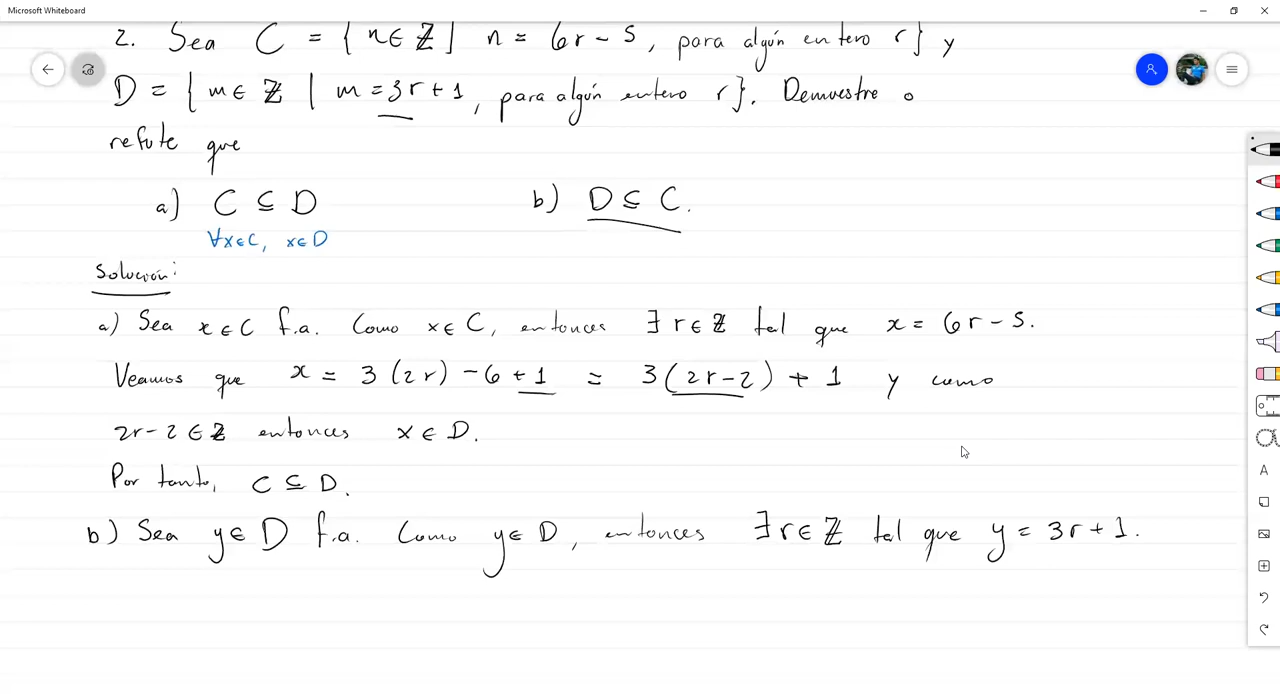 Microsoft Whiteboard
2. Sea C = { n ∈ ℤ | n = 6r - 5, para algún entero r } y
D = { m ∈ ℤ | m = 3r + 1, para algún entero r }. Demuestre o
refute que
a) C ⊆ D b) D ⊆ C.
∀x∈C, x∈D
Solución:
a) Sea x ∈ C f.a. Como x ∈ C, entonces ∃ r ∈ ℤ tal que x = 6r - 5.
Veamos que x = 3(2r) - 6 + 1 = 3(2r - 2) + 1 y como
2r - 2 ∈ ℤ entonces x ∈ D.
Por tanto, C ⊆ D.
b) Sea y ∈ D f.a. Como y ∈ D, entonces ∃ r ∈ ℤ tal que y = 3r + 1.
A